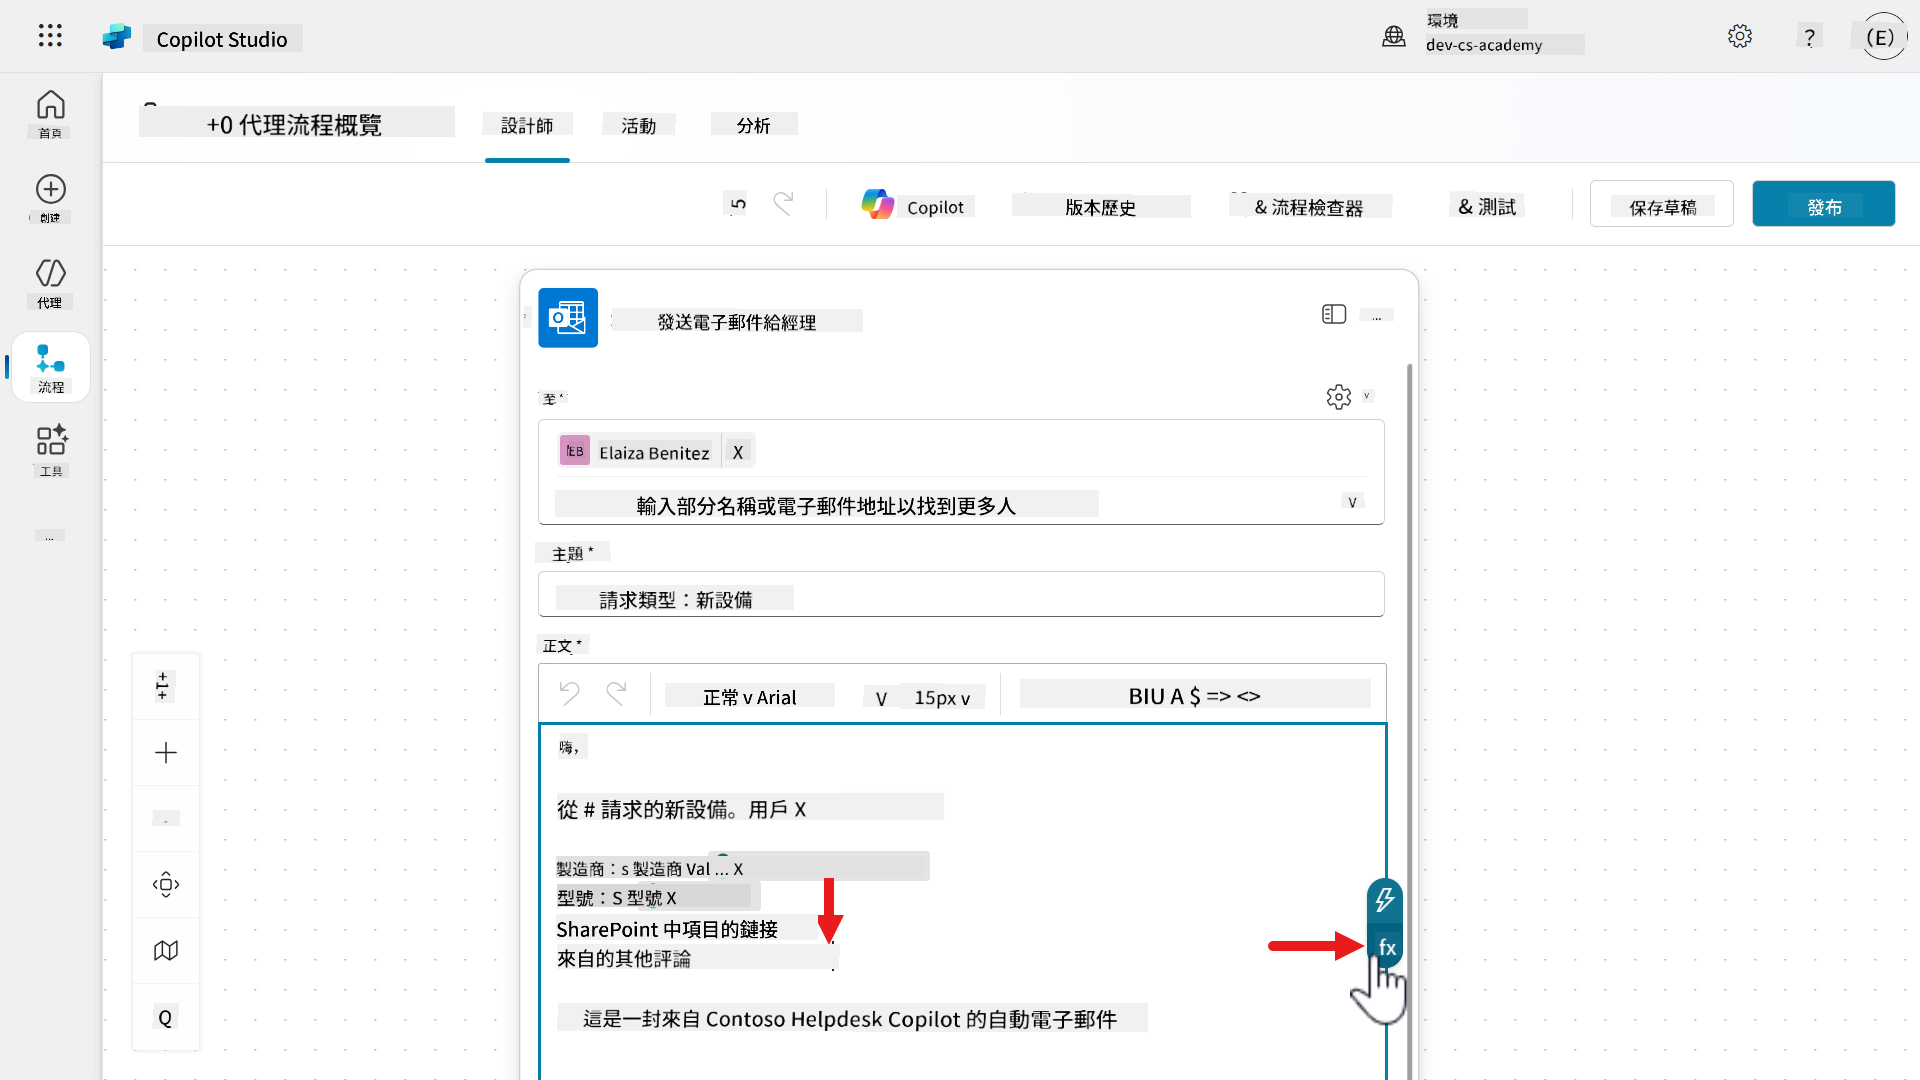 Copilot Studio
環境
dev-cs-academy
?
(E)
首頁
創建
代理
流程
工具
...
+0 代理流程概覽
設計師
活動
分析
5
Copilot
版本歷史
& 流程檢查器
& 測試
保存草稿
發布
發送電子郵件給經理
...
至*
v
EB
Elaiza Benitez
X
輸入部分名稱或電子郵件地址以找到更多人
V
主題 *
請求類型：新設備
正文 *
正常 v Arial
V
15px v
BIU A $ => <>
嗨,
從 # 請求的新設備。用戶 X
製造商：s 製造商 Val ... X
型號：S 型號 X
SharePoint 中項目的鏈接
來自的其他評論
這是一封來自 Contoso Helpdesk Copilot 的自動電子郵件
fx
Q